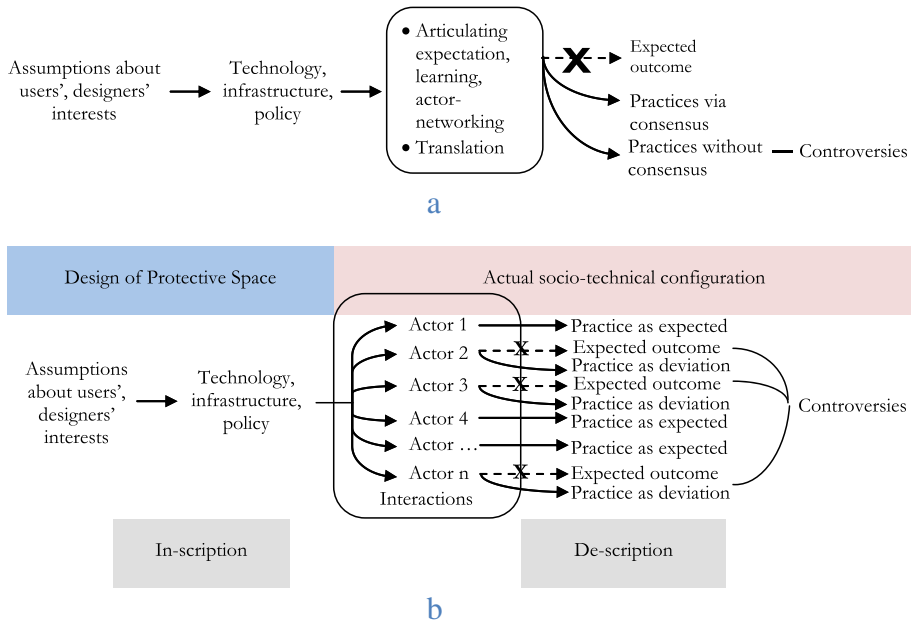 Assumptions about
users', designers'
interests
Technology,
infrastructure,
policy
• Articulating
expectation,
learning,
actor-
networking
• Translation
X
Expected
outcome
Practices via
consensus
Practices without
consensus
Controversies
a
Design of Protective Space
Actual socio-technical configuration
Assumptions
about users',
designers'
interests
Technology,
infrastructure,
policy
Actor 1
Actor 2
Actor 3
Actor 4
Actor …
Actor n
Interactions
X
X
X
Practice as expected
Expected outcome
Practice as deviation
Expected outcome
Practice as deviation
Practice as expected
Practice as expected
Expected outcome
Practice as deviation
Controversies
In-scription
De-scription
b